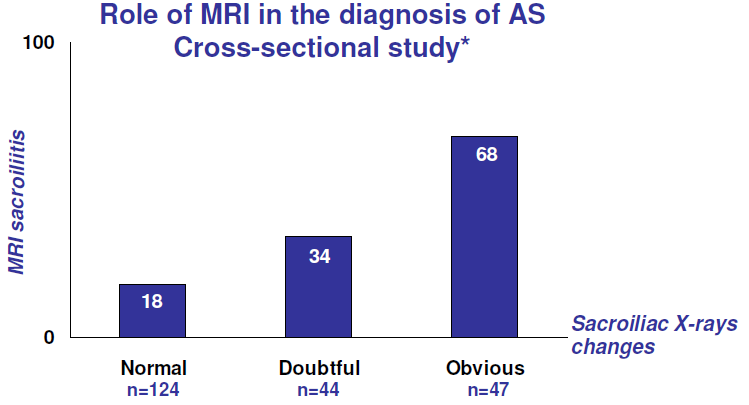 Role of MRI in the diagnosis of AS
Cross-sectional study*
100
MRI sacroiliitis
68
34
18
0
Sacroiliac X-rays
changes
Normal
Doubtful
Obvious
n=124
n=44
n=47